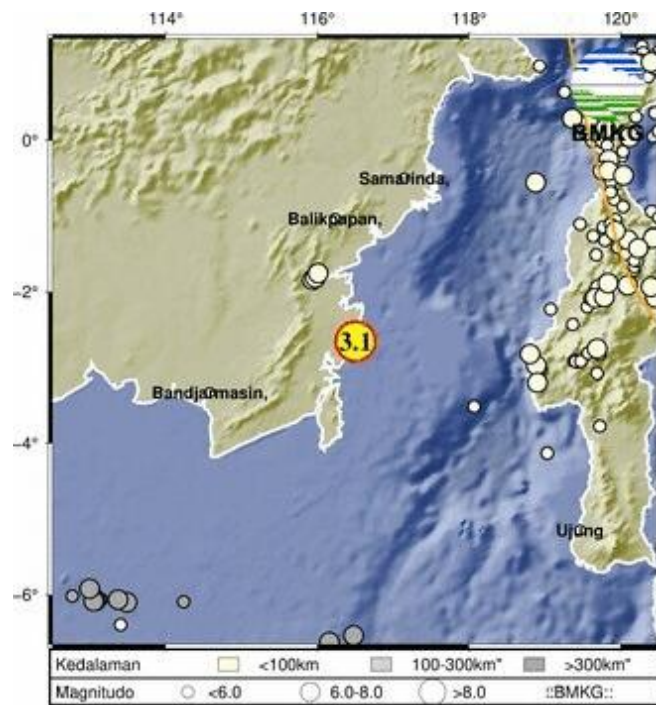 114° 116° 118° 120°
BMKG
0°
Samarinda,
Balikpapan,
−2°
3.1
Bandjarmasin,
−4°
Ujung
−6°
Kedalaman <100km 100-300km" >300km"
Magnitudo <6.0 6.0-8.0 >8.0 ::BMKG::